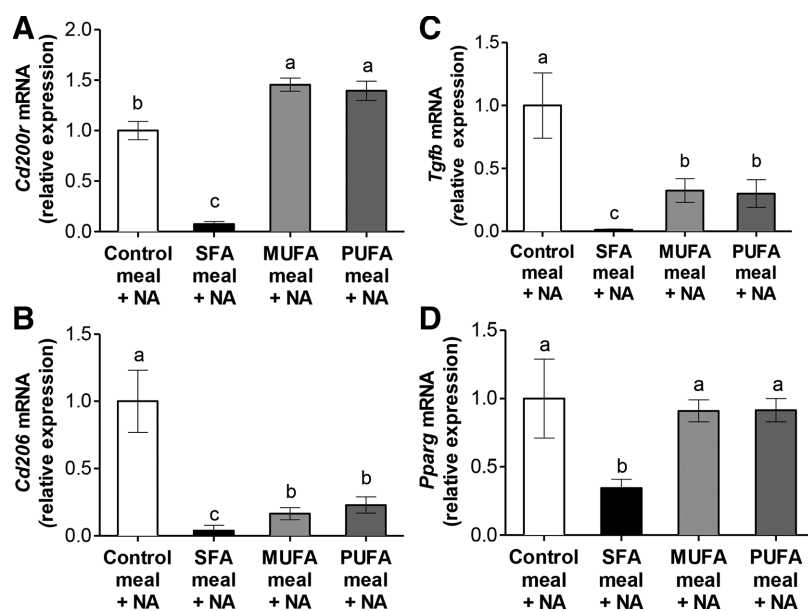 A
Cd200r mRNA
(relative expression)
2.0
1.5
1.0
0.5
0.0
b
c
a
a
Control
meal
+ NA
SFA
meal
+ NA
MUFA
meal
+ NA
PUFA
meal
+ NA
B
Cd206 mRNA
(relative expression)
1.5
1.0
0.5
0.0
a
c
b
b
Control
meal
+ NA
SFA
meal
+ NA
MUFA
meal
+ NA
PUFA
meal
+ NA
C
Tgfb mRNA
(relative expression)
1.5
1.0
0.5
0.0
a
c
b
b
Control
meal
+ NA
SFA
meal
+ NA
MUFA
meal
+ NA
PUFA
meal
+ NA
D
Pparg mRNA
(relative expression)
1.5
1.0
0.5
0.0
a
b
a
a
Control
meal
+ NA
SFA
meal
+ NA
MUFA
meal
+ NA
PUFA
meal
+ NA